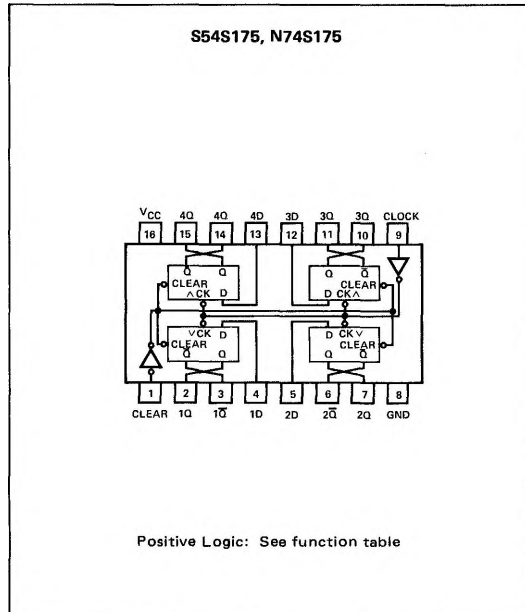 S54S175, N74S175
VCC 4Q 4Q 4D 3D 3Q 3Q CLOCK
16 15 14 13 12 11 10 9
Q Q Q Q̅
CLEAR CLEAR
CK D D CK
CK D D CK
CLEAR CLEAR
Q̅ Q Q Q̅
1 2 3 4 5 6 7 8
CLEAR 1Q 1Q̅ 1D 2D 2Q̅ 2Q GND
Positive Logic: See function table